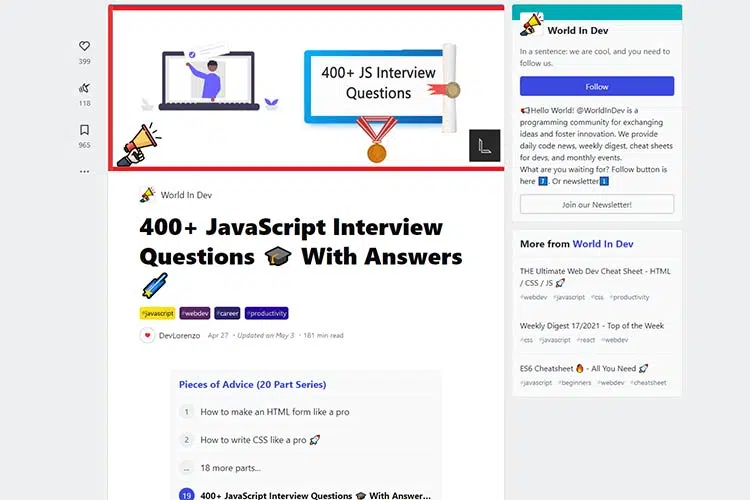 399
118
965
400+ JS Interview
Questions
World In Dev
400+ JavaScript Interview
Questions 🎓 With Answers
#javascript #webdev #career #productivity
DevLorenzo Apr 27 • Updated on May 3 • 181 min read
Pieces of Advice (20 Part Series)
1 How to make an HTML form like a pro
2 How to write CSS like a pro 🚀
... 18 more parts...
19 400+ JavaScript Interview Questions 🎓 With Answer...
World In Dev
In a sentence: we are cool, and you need to
follow us.
Follow
📢Hello World! @WorldInDev is a
programming community for exchanging
ideas and foster innovation. We provide
daily code news, weekly digest, cheat sheets
for devs, and monthly events.
What are you waiting for? Follow button is
here ⤴. Or newsletter⬇
Join our Newsletter!
More from World In Dev
THE Ultimate Web Dev Cheat Sheet - HTML
/ CSS / JS 🚀
#webdev #javascript #css #productivity
Weekly Digest 17/2021 - Top of the Week
#css #javascript #react #webdev
ES6 Cheatsheet 🔥 - All You Need 🚀
#javascript #beginners #webdev #cheatsheet